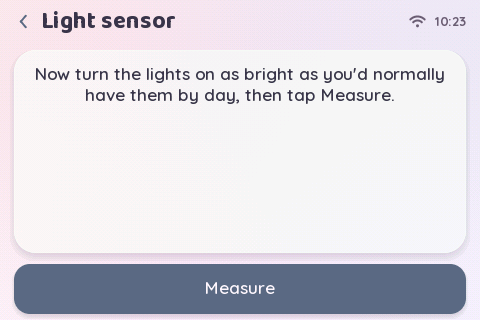 Light sensor
10:23
Now turn the lights on as bright as you'd normally
have them by day, then tap Measure.
Measure